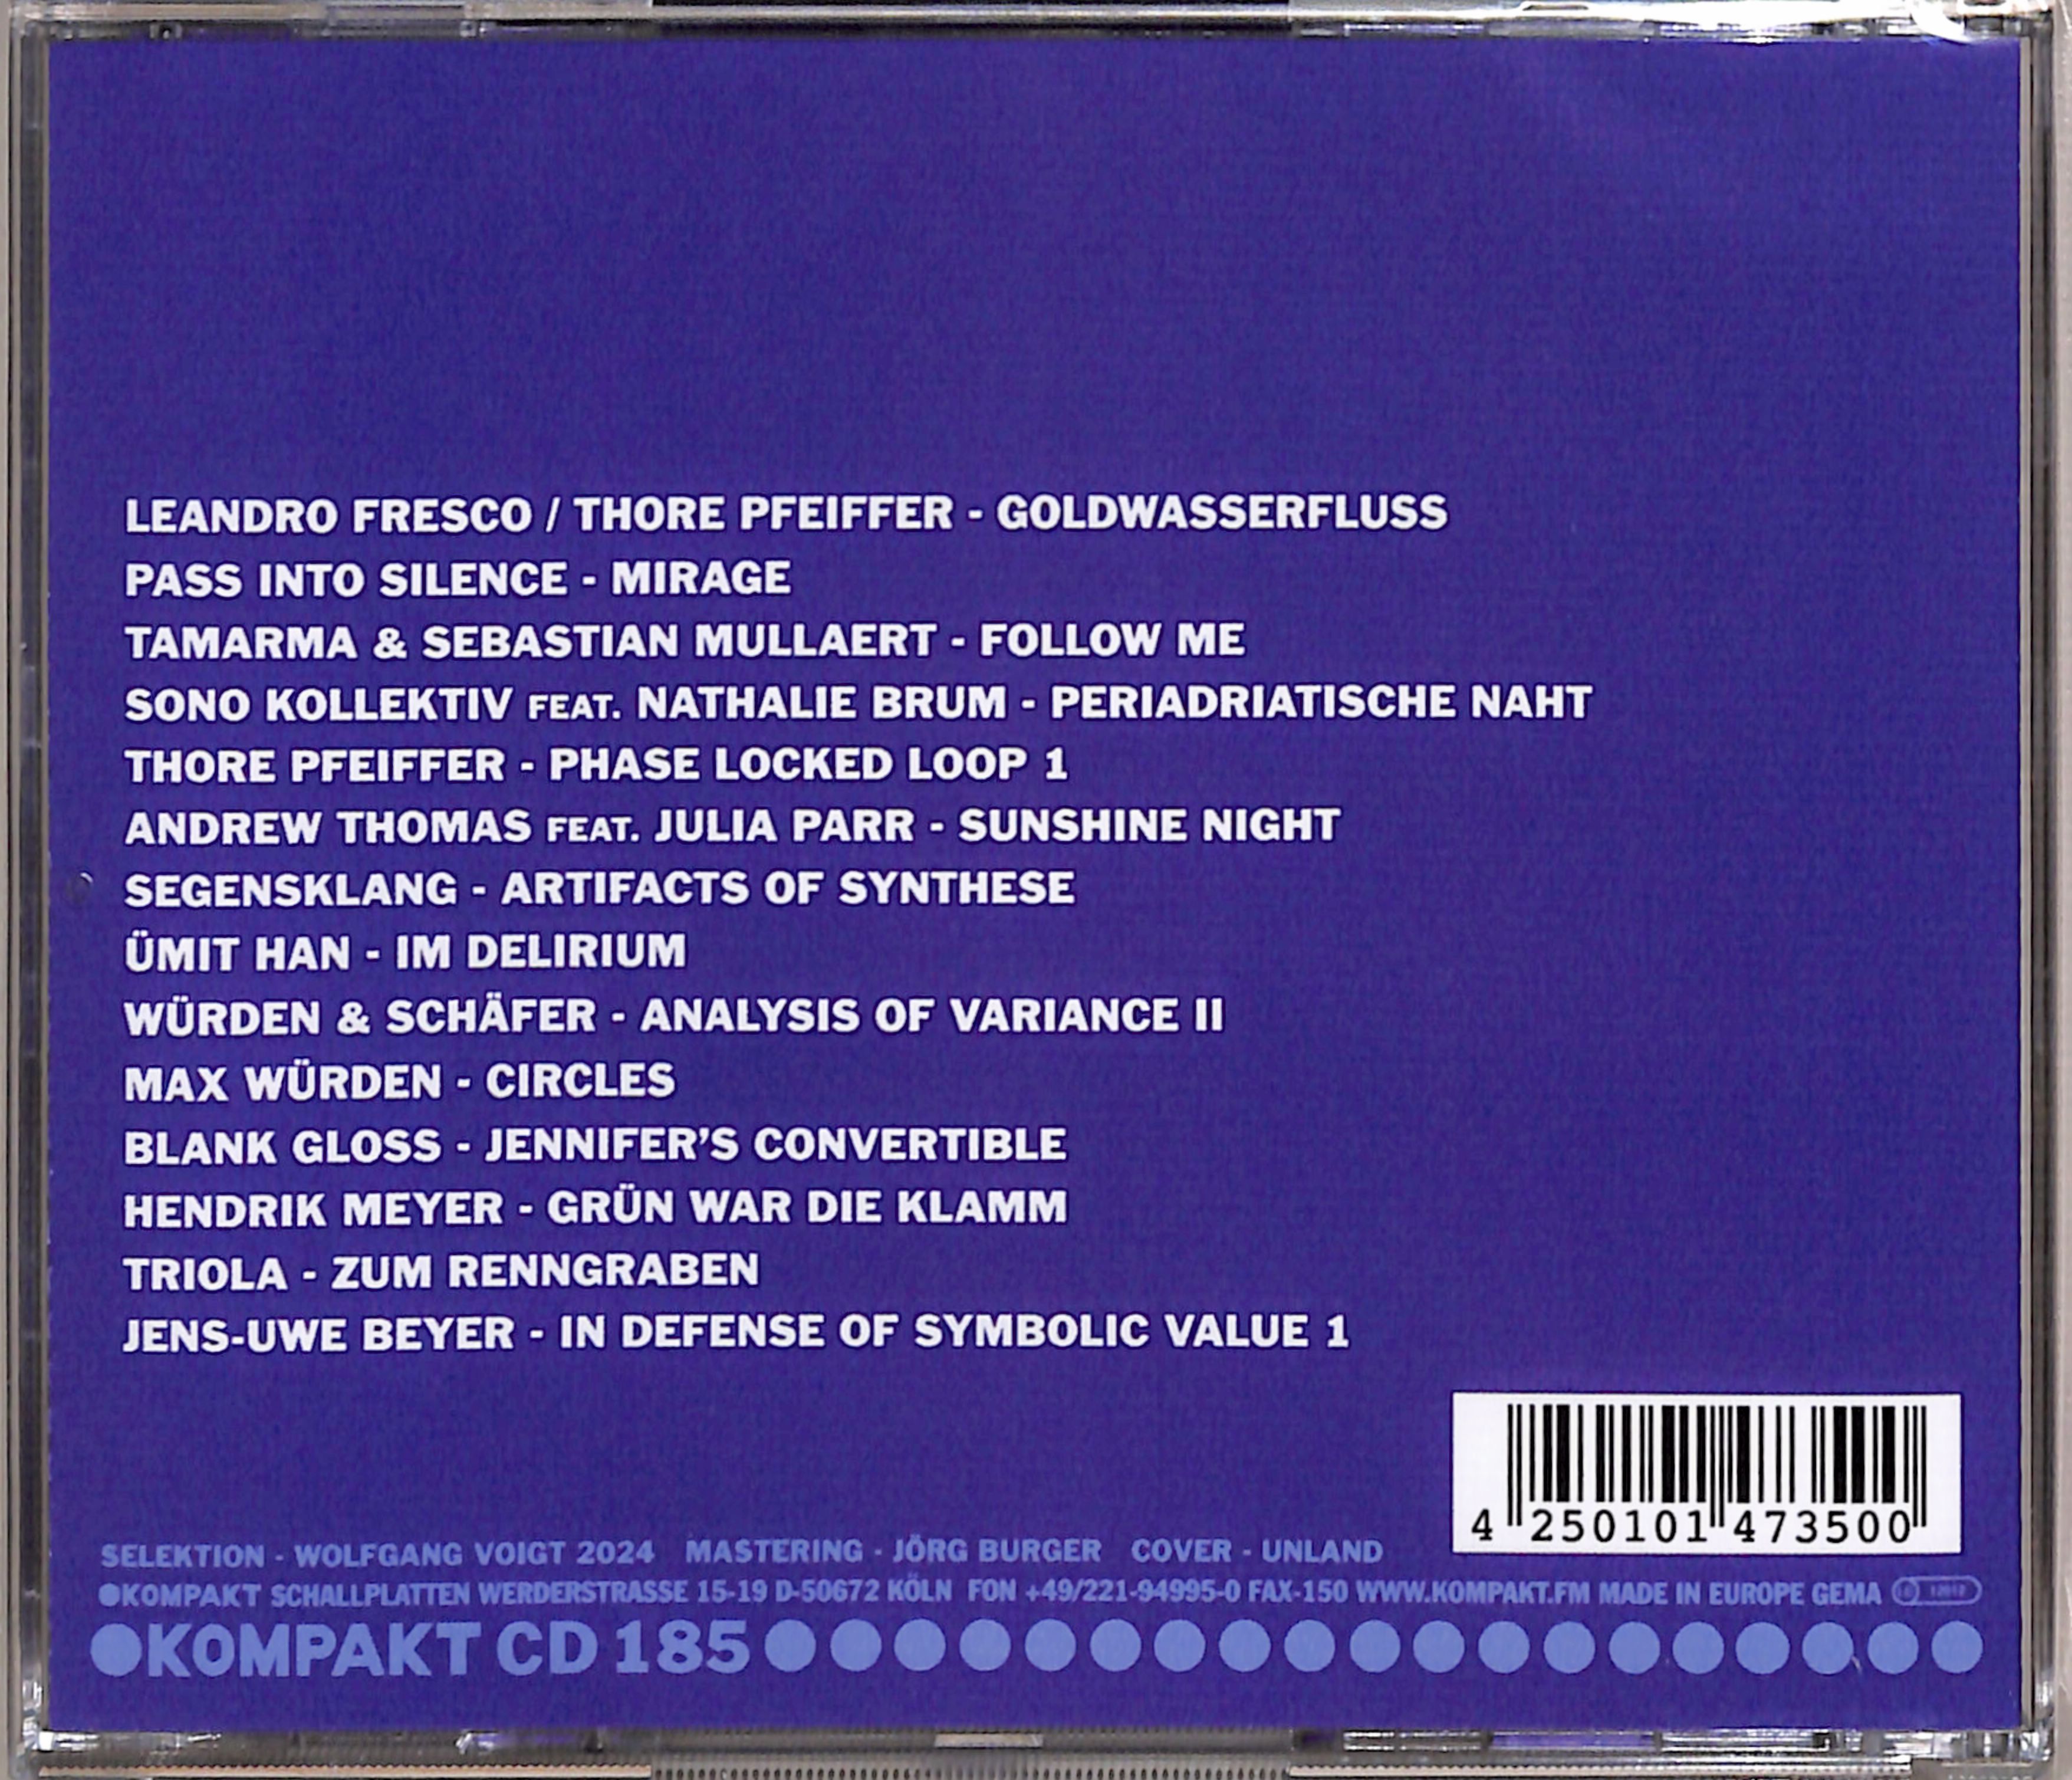 LEANDRO FRESCO / THORE PFEIFFER - GOLDWASSERFLUSS
PASS INTO SILENCE - MIRAGE
TAMARMA & SEBASTIAN MULLAERT - FOLLOW ME
SONO KOLLEKTIV FEAT. NATHALIE BRUM - PERIADRIATISCHE NAHT
THORE PFEIFFER - PHASE LOCKED LOOP 1
ANDREW THOMAS FEAT. JULIA PARR - SUNSHINE NIGHT
SEGENSKLANG - ARTIFACTS OF SYNTHESE
ÜMIT HAN - IM DELIRIUM
WÜRDEN & SCHÄFER - ANALYSIS OF VARIANCE II
MAX WÜRDEN - CIRCLES
BLANK GLOSS - JENNIFER’S CONVERTIBLE
HENDRIK MEYER - GRÜN WAR DIE KLAMM
TRIOLA - ZUM RENNGRABEN
JENS-UWE BEYER - IN DEFENSE OF SYMBOLIC VALUE 1
4 250101 473500
SELEKTION - WOLFGANG VOIGT 2024 MASTERING - JÖRG BURGER COVER - UNLAND
●KOMPAKT SCHALLPLATTEN WERDERSTRASSE 15-19 D-50672 KÖLN FON +49/221-94995-0 FAX-150 WWW.KOMPAKT.FM MADE IN EUROPE GEMA
●KOMPAKT CD 185